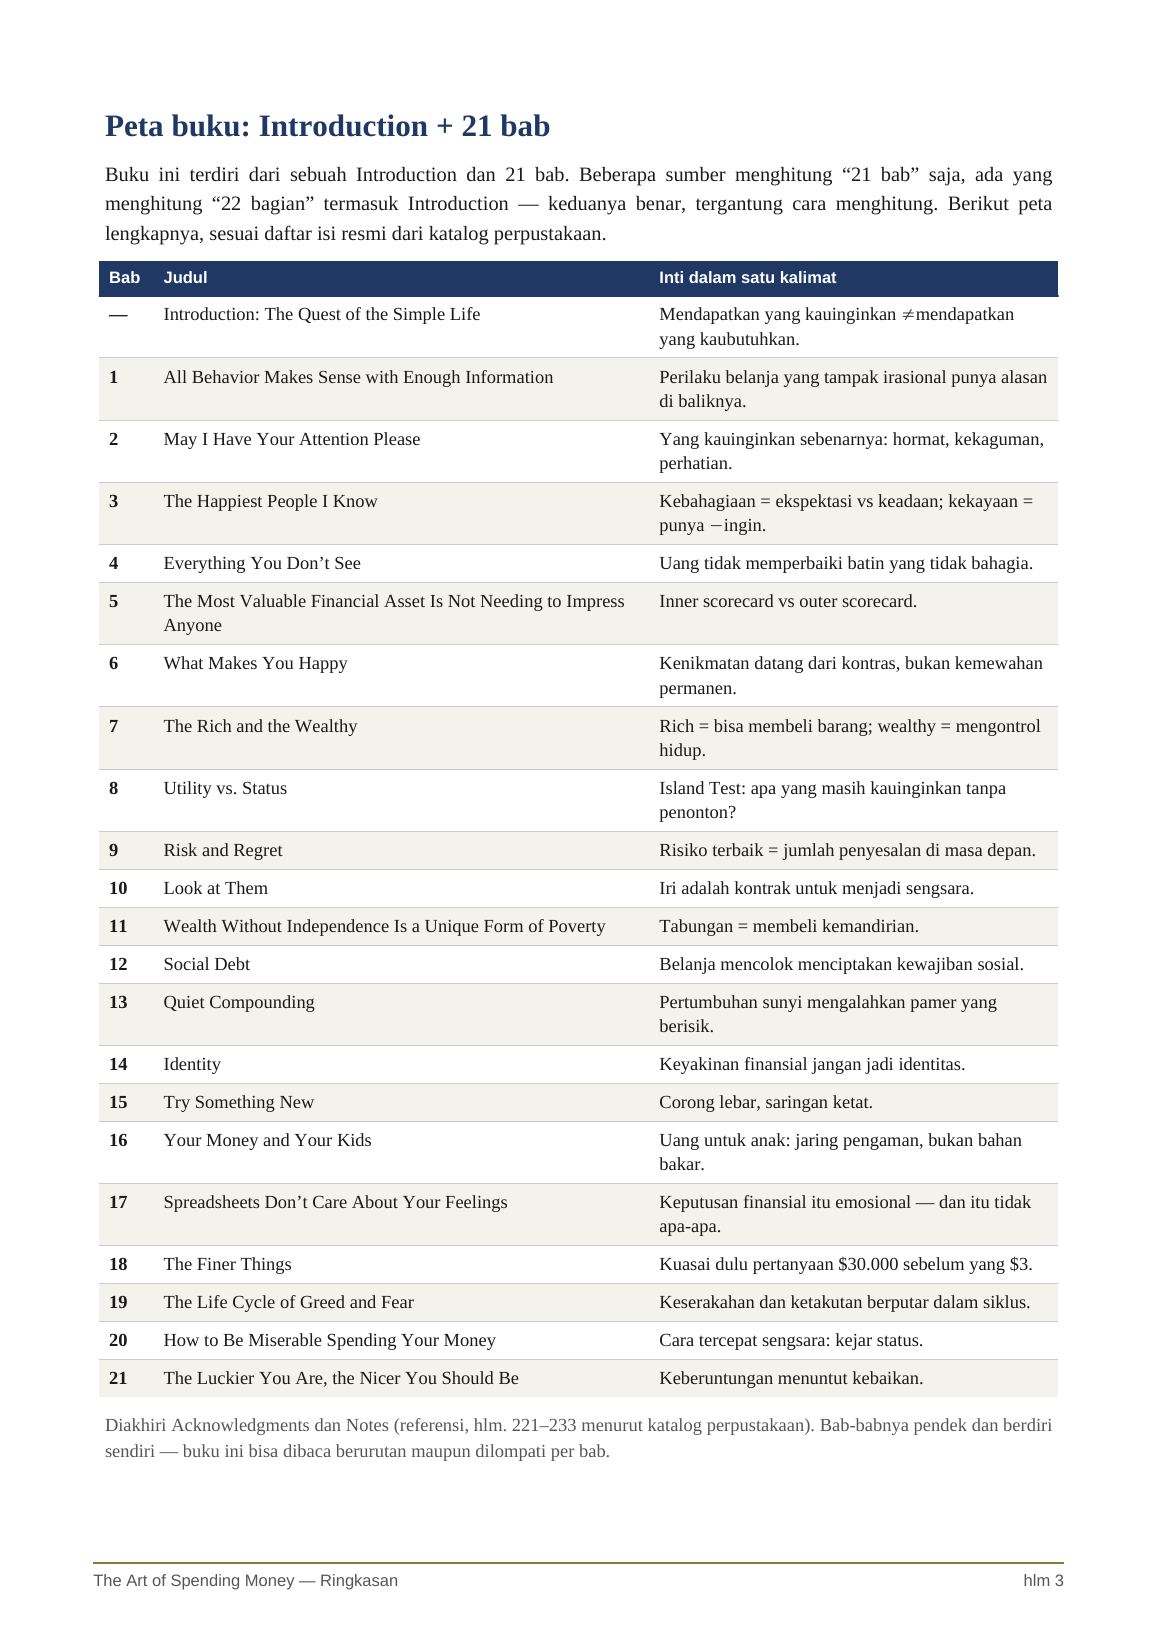 Peta buku: Introduction + 21 bab
Buku ini terdiri dari sebuah Introduction dan 21 bab. Beberapa sumber menghitung “21 bab” saja, ada yang
menghitung “22 bagian” termasuk Introduction — keduanya benar, tergantung cara menghitung. Berikut peta
lengkapnya, sesuai daftar isi resmi dari katalog perpustakaan.
Bab Judul Inti dalam satu kalimat
— Introduction: The Quest of the Simple Life Mendapatkan yang kauinginkan ≠mendapatkan
yang kaubutuhkan.
1 All Behavior Makes Sense with Enough Information Perilaku belanja yang tampak irasional punya alasan
di baliknya.
2 May I Have Your Attention Please Yang kauinginkan sebenarnya: hormat, kekaguman,
perhatian.
3 The Happiest People I Know Kebahagiaan = ekspektasi vs keadaan; kekayaan =
punya −ingin.
4 Everything You Don’t See Uang tidak memperbaiki batin yang tidak bahagia.
5 The Most Valuable Financial Asset Is Not Needing to Impress Inner scorecard vs outer scorecard.
Anyone
6 What Makes You Happy Kenikmatan datang dari kontras, bukan kemewahan
permanen.
7 The Rich and the Wealthy Rich = bisa membeli barang; wealthy = mengontrol
hidup.
8 Utility vs. Status Island Test: apa yang masih kauinginkan tanpa
penonton?
9 Risk and Regret Risiko terbaik = jumlah penyesalan di masa depan.
10 Look at Them Iri adalah kontrak untuk menjadi sengsara.
11 Wealth Without Independence Is a Unique Form of Poverty Tabungan = membeli kemandirian.
12 Social Debt Belanja mencolok menciptakan kewajiban sosial.
13 Quiet Compounding Pertumbuhan sunyi mengalahkan pamer yang
berisik.
14 Identity Keyakinan finansial jangan jadi identitas.
15 Try Something New Corong lebar, saringan ketat.
16 Your Money and Your Kids Uang untuk anak: jaring pengaman, bukan bahan
bakar.
17 Spreadsheets Don’t Care About Your Feelings Keputusan finansial itu emosional — dan itu tidak
apa-apa.
18 The Finer Things Kuasai dulu pertanyaan $30.000 sebelum yang $3.
19 The Life Cycle of Greed and Fear Keserakahan dan ketakutan berputar dalam siklus.
20 How to Be Miserable Spending Your Money Cara tercepat sengsara: kejar status.
21 The Luckier You Are, the Nicer You Should Be Keberuntungan menuntut kebaikan.
Diakhiri Acknowledgments dan Notes (referensi, hlm. 221–233 menurut katalog perpustakaan). Bab-babnya pendek dan berdiri
sendiri — buku ini bisa dibaca berurutan maupun dilompati per bab.
The Art of Spending Money — Ringkasan hlm 3